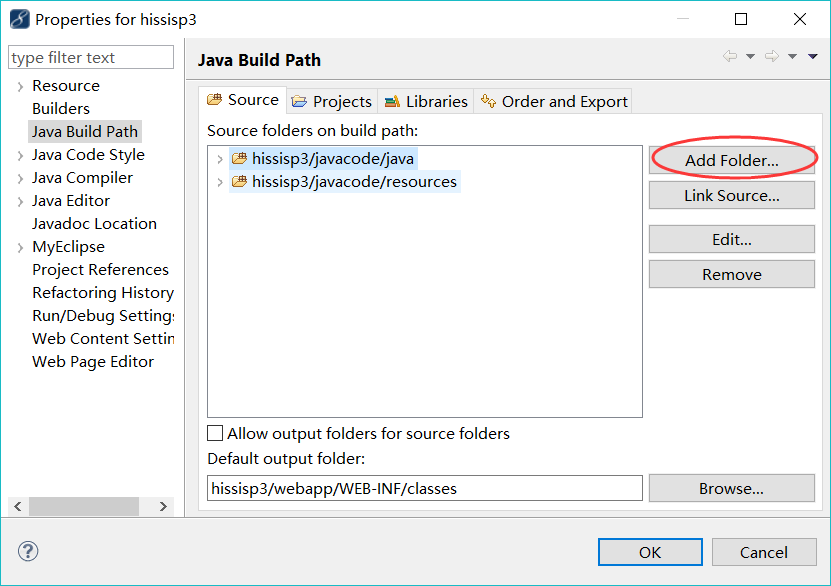 Properties for hissisp3
type filter text
Resource
Builders
Java Build Path
Java Code Style
Java Compiler
Java Editor
Javadoc Location
MyEclipse
Project References
Refactoring History
Run/Debug Settings
Web Content Settin
Web Page Editor
Java Build Path
Source Projects Libraries Order and Export
Source folders on build path:
hissisp3/javacode/java
hissisp3/javacode/resources
Add Folder...
Link Source...
Edit...
Remove
Allow output folders for source folders
Default output folder:
hissisp3/webapp/WEB-INF/classes
Browse...
OK Cancel